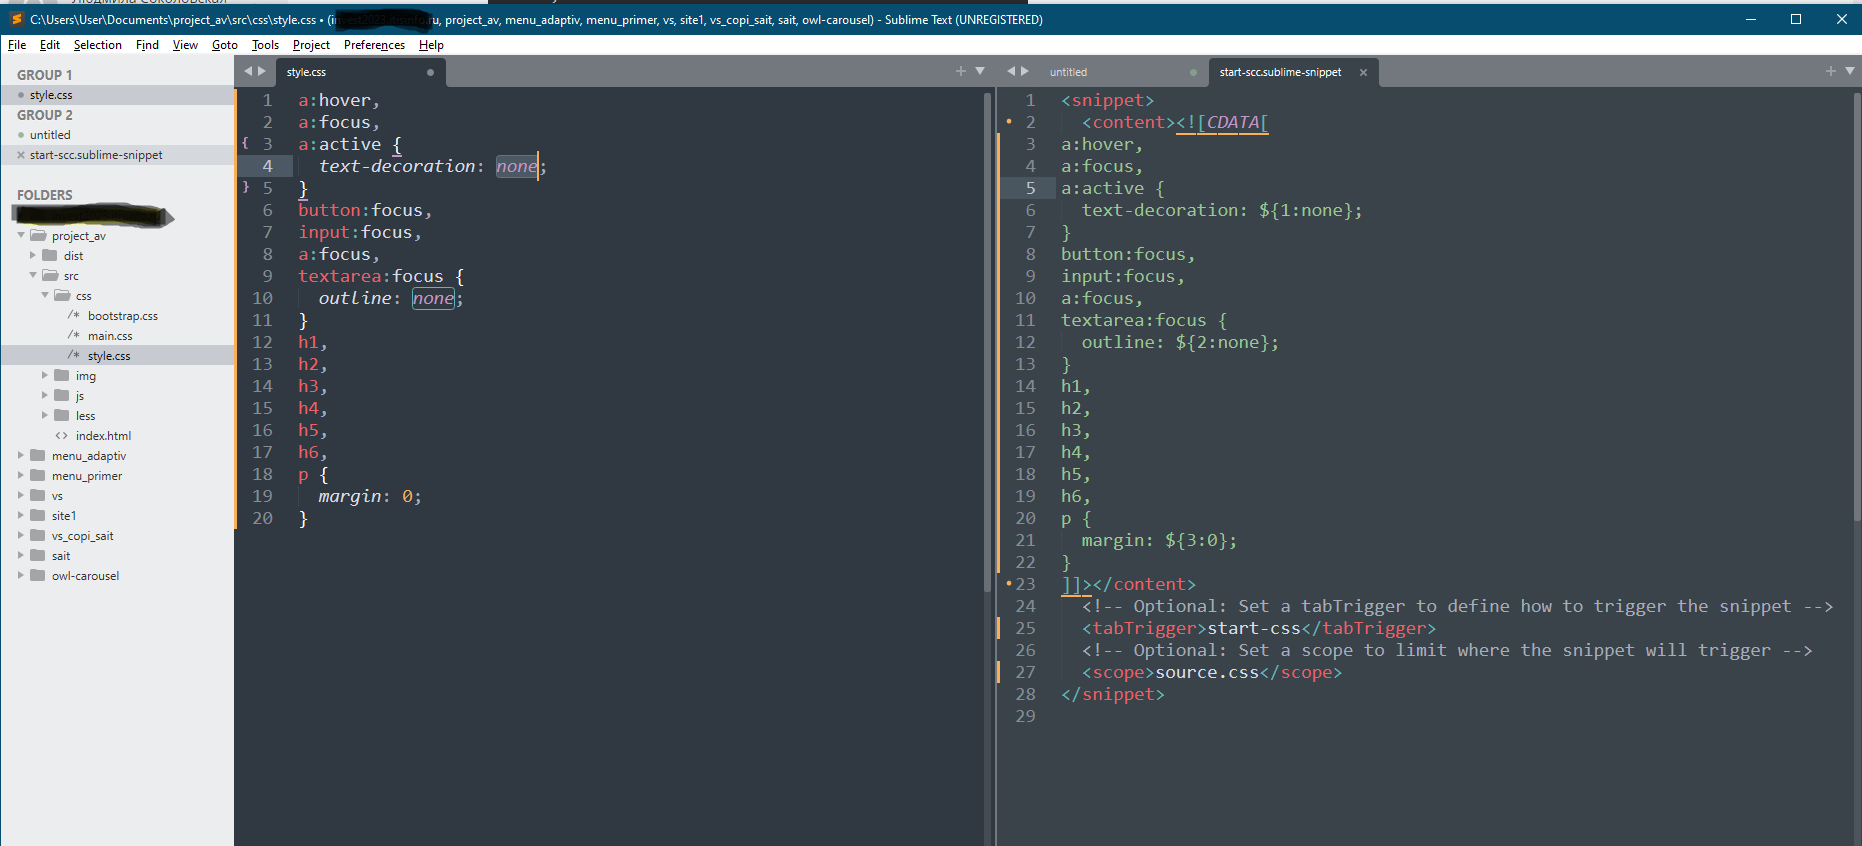 C:\Users\User\Documents\project_av\src\css\style.css • (in ru, project_av, menu_adaptiv, menu_primer, vs, site1, vs_copi_sait, sait, owl-carousel) - Sublime Text (UNREGISTERED)
File Edit Selection Find View Goto Tools Project Preferences Help
GROUP 1
style.css
GROUP 2
untitled
start-scc.sublime-snippet
FOLDERS
project_av
dist
src
css
/* bootstrap.css
/* main.css
/* style.css
img
js
less
<> index.html
menu_adaptiv
menu_primer
vs
site1
vs_copi_sait
sait
owl-carousel
style.css
1 a:hover,
2 a:focus,
{ 3 a:active {
4 text-decoration: none;
} 5 }
6 button:focus,
7 input:focus,
8 a:focus,
9 textarea:focus {
10 outline: none;
11 }
12 h1,
13 h2,
14 h3,
15 h4,
16 h5,
17 h6,
18 p {
19 margin: 0;
20 }
untitled start-scc.sublime-snippet
1 <snippet>
2 <content><![CDATA[
3 a:hover,
4 a:focus,
5 a:active {
6 text-decoration: ${1:none};
7 }
8 button:focus,
9 input:focus,
10 a:focus,
11 textarea:focus {
12 outline: ${2:none};
13 }
14 h1,
15 h2,
16 h3,
17 h4,
18 h5,
19 h6,
20 p {
21 margin: ${3:0};
22 }
23 ]]></content>
24 <!-- Optional: Set a tabTrigger to define how to trigger the snippet -->
25 <tabTrigger>start-css</tabTrigger>
26 <!-- Optional: Set a scope to limit where the snippet will trigger -->
27 <scope>source.css</scope>
28 </snippet>
29